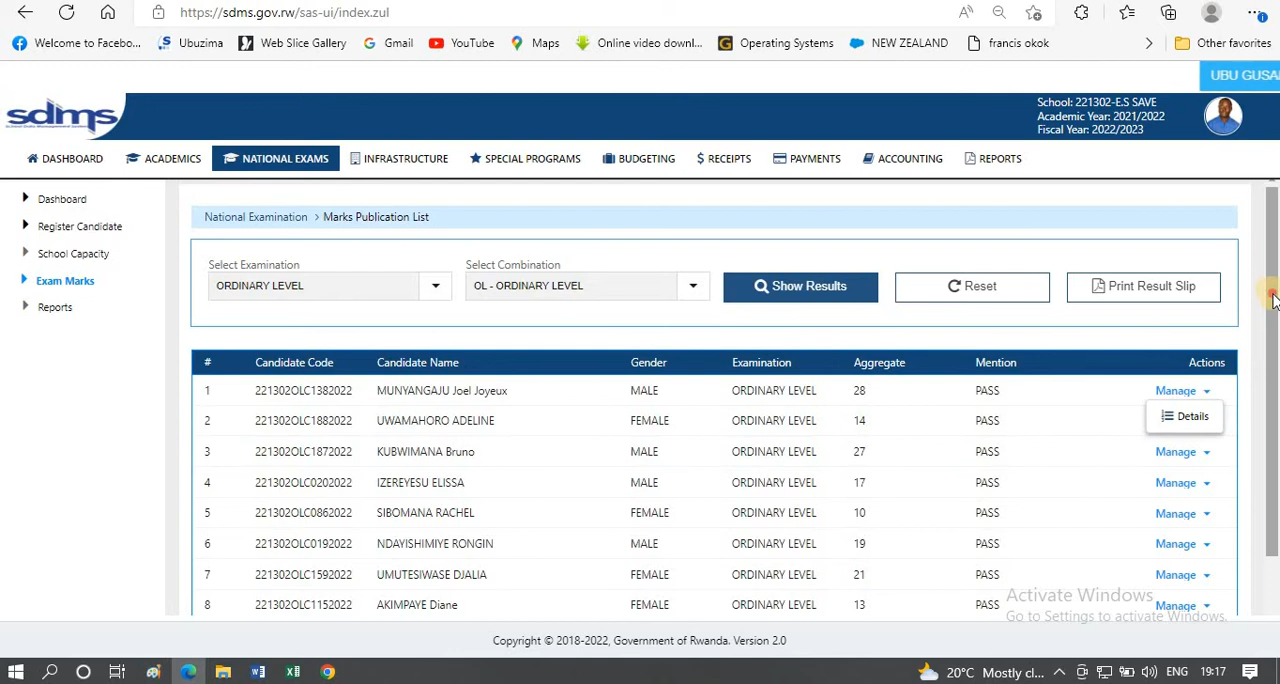 https://sdms.gov.rw/sas-ui/index.zul
Welcome to Facebo... Ubuzima Web Slice Gallery Gmail YouTube Maps Online video downl... Operating Systems NEW ZEALAND francis okok Other favorites
UBU GUSA
sdms
School: 221302-E.S SAVE
Academic Year: 2021/2022
Fiscal Year: 2022/2023
DASHBOARD ACADEMICS NATIONAL EXAMS INFRASTRUCTURE SPECIAL PROGRAMS BUDGETING $ RECEIPTS PAYMENTS ACCOUNTING REPORTS
Dashboard
Register Candidate
School Capacity
Exam Marks
Reports
National Examination > Marks Publication List
Select Examination Select Combination
ORDINARY LEVEL OL - ORDINARY LEVEL Show Results Reset Print Result Slip
# Candidate Code Candidate Name Gender Examination Aggregate Mention Actions
1 221302OLC1382022 MUNYANGAJU Joel Joyeux MALE ORDINARY LEVEL 28 PASS Manage
Details
2 221302OLC1882022 UWAMAHORO ADELINE FEMALE ORDINARY LEVEL 14 PASS
3 221302OLC1872022 KUBWIMANA Bruno MALE ORDINARY LEVEL 27 PASS Manage
4 221302OLC0202022 IZEREYESU ELISSA MALE ORDINARY LEVEL 17 PASS Manage
5 221302OLC0862022 SIBOMANA RACHEL FEMALE ORDINARY LEVEL 10 PASS Manage
6 221302OLC0192022 NDAYISHIMIYE RONGIN MALE ORDINARY LEVEL 19 PASS Manage
7 221302OLC1592022 UMUTESIWASE DJALIA FEMALE ORDINARY LEVEL 21 PASS Manage
8 221302OLC1152022 AKIMPAYE Diane FEMALE ORDINARY LEVEL 13 PASS Manage
Activate Windows
Go to Settings to activate Windows.
Copyright © 2018-2022, Government of Rwanda. Version 2.0
20°C Mostly cl... ENG 19:17